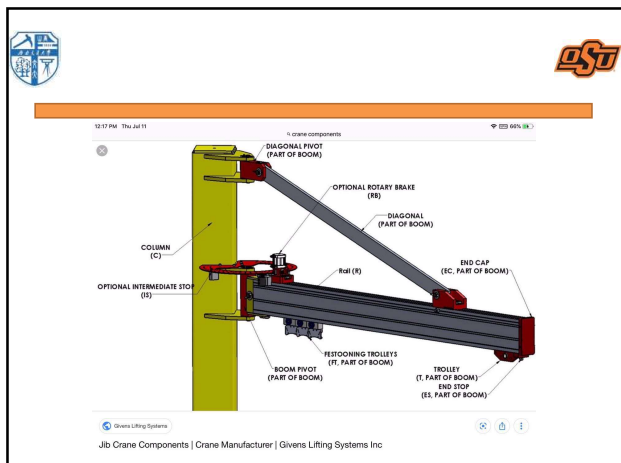 OSU
12:17 PM Thu Jul 11
66%
crane components
DIAGONAL PIVOT
(PART OF BOOM)
OPTIONAL ROTARY BRAKE
(RB)
DIAGONAL
(PART OF BOOM)
COLUMN
(C)
END CAP
(EC, PART OF BOOM)
Rail (R)
OPTIONAL INTERMEDIATE STOP
(IS)
FESTOONING TROLLEYS
(FT, PART OF BOOM)
BOOM PIVOT
(PART OF BOOM)
TROLLEY
(T, PART OF BOOM)
END STOP
(ES, PART OF BOOM)
Givens Lifting Systems
Jib Crane Components | Crane Manufacturer | Givens Lifting Systems Inc